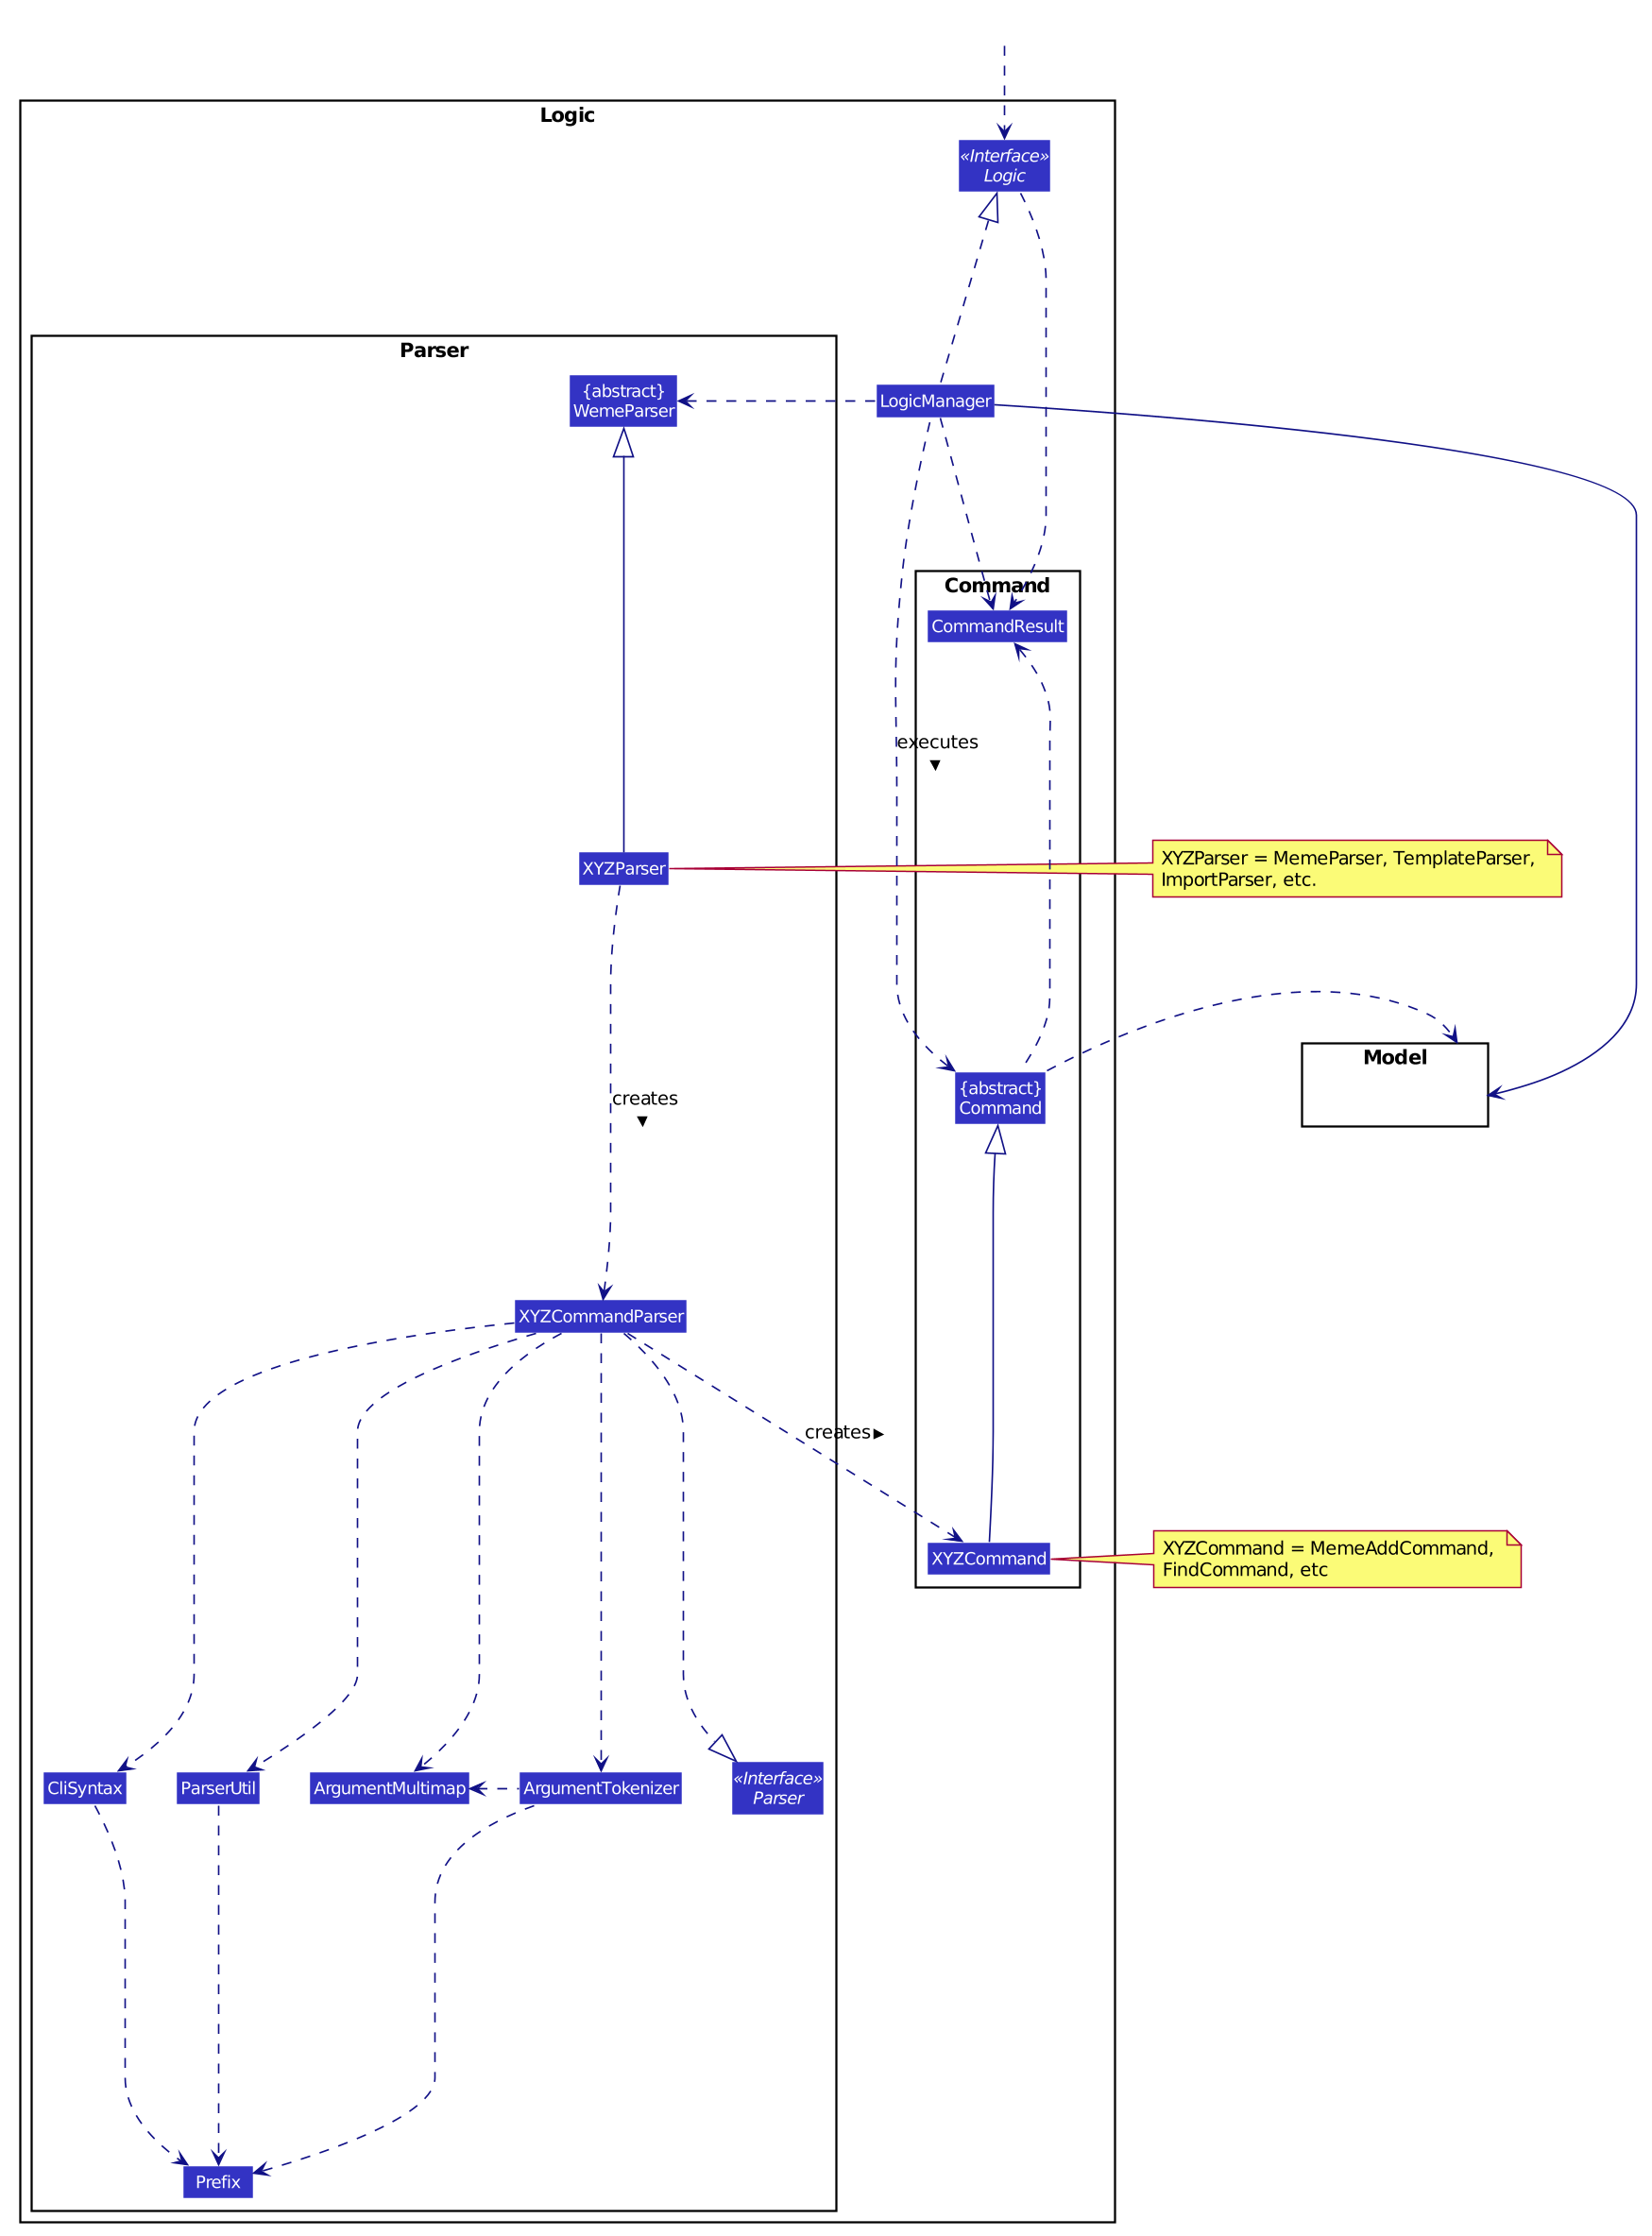 Logic
«Interface»
Logic
Parser
{abstract}
WemeParser
LogicManager
Command
CommandResult
executes
XYZParser
XYZParser = MemeParser, TemplateParser,
ImportParser, etc.
Model
{abstract}
Command
creates
XYZCommandParser
creates
XYZCommand
XYZCommand = MemeAddCommand,
FindCommand, etc
CliSyntax
ParserUtil
ArgumentMultimap
ArgumentTokenizer
«Interface»
Parser
Prefix